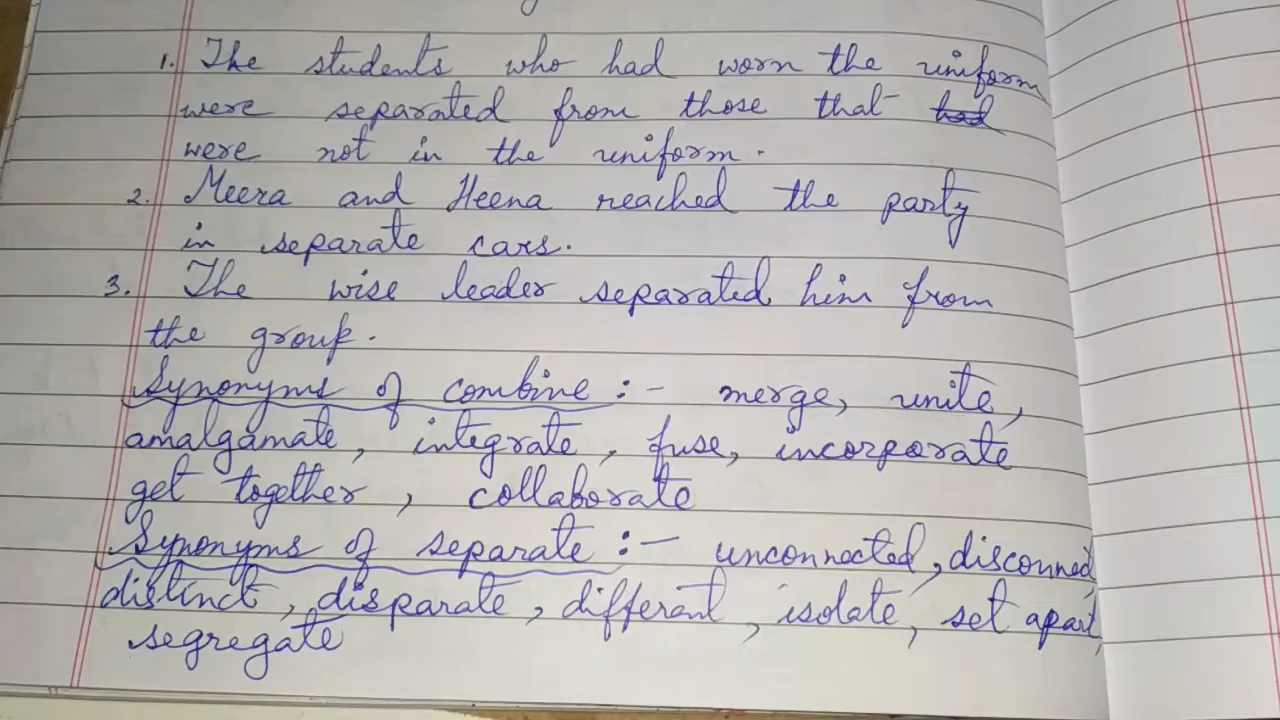 1. The students who had worn the uniform
were separated from those that had
were not in the uniform.
2. Meera and Heena reached the party
in separate cars.
3. The wise leader separated him from
the group.
Synonyms of combine :- merge, unite,
amalgamate, integrate, fuse, incorporate
get together, collaborate
Synonyms of separate :- unconnected, disconned,
distinct, disparate, different, isolate, set apart,
segregate